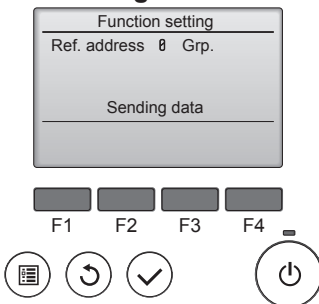 Function setting
Ref. address 0 Grp.
Sending data
F1 F2 F3 F4